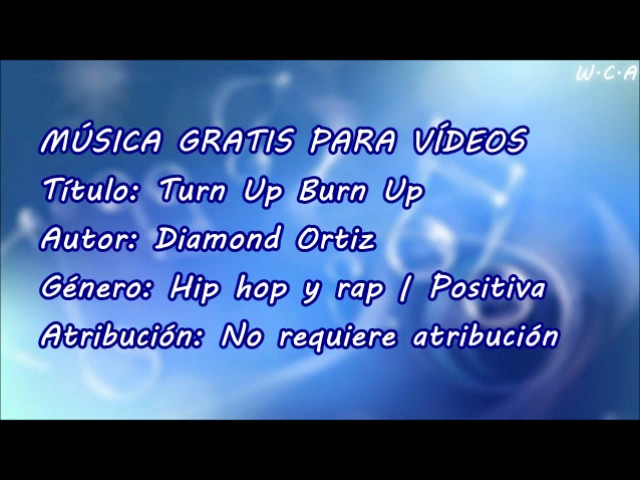 W.C.A
MÚSICA GRATIS PARA VÍDEOS
Título: Turn Up Burn Up
Autor: Diamond Ortiz
Género: Hip hop y rap / Positiva
Atribución: No requiere atribución